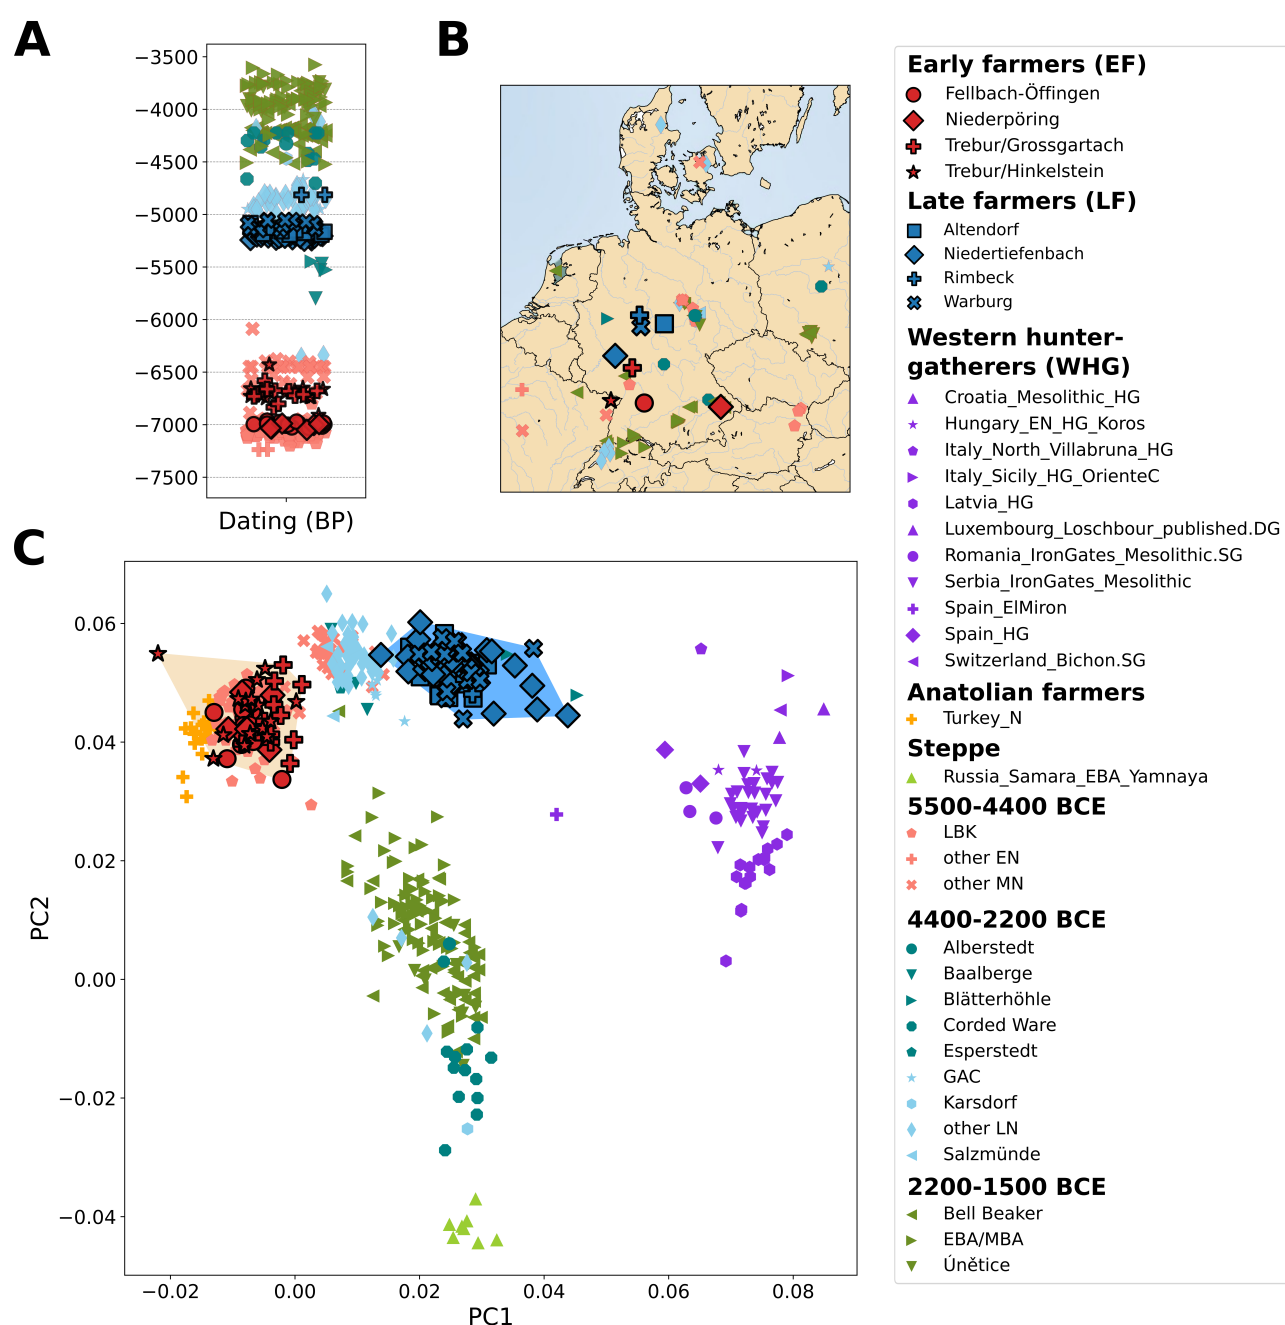 A
−3500
−4000
−4500
−5000
−5500
−6000
−6500
−7000
−7500
Dating (BP)
B
C
0.06
0.04
0.02
0.00
−0.02
−0.04
PC2
−0.02
0.00
0.02
0.04
0.06
0.08
PC1
Early farmers (EF)
Fellbach-Öffingen
Niederpöring
Trebur/Grossgartach
Trebur/Hinkelstein
Late farmers (LF)
Altendorf
Niedertiefenbach
Rimbeck
Warburg
Western hunter-
gatherers (WHG)
Croatia_Mesolithic_HG
Hungary_EN_HG_Koros
Italy_North_Villabruna_HG
Italy_Sicily_HG_OrienteC
Latvia_HG
Luxembourg_Loschbour_published.DG
Romania_IronGates_Mesolithic.SG
Serbia_IronGates_Mesolithic
Spain_ElMiron
Spain_HG
Switzerland_Bichon.SG
Anatolian farmers
Turkey_N
Steppe
Russia_Samara_EBA_Yamnaya
5500-4400 BCE
LBK
other EN
other MN
4400-2200 BCE
Alberstedt
Baalberge
Blätterhöhle
Corded Ware
Esperstedt
GAC
Karsdorf
other LN
Salzmünde
2200-1500 BCE
Bell Beaker
EBA/MBA
Únětice